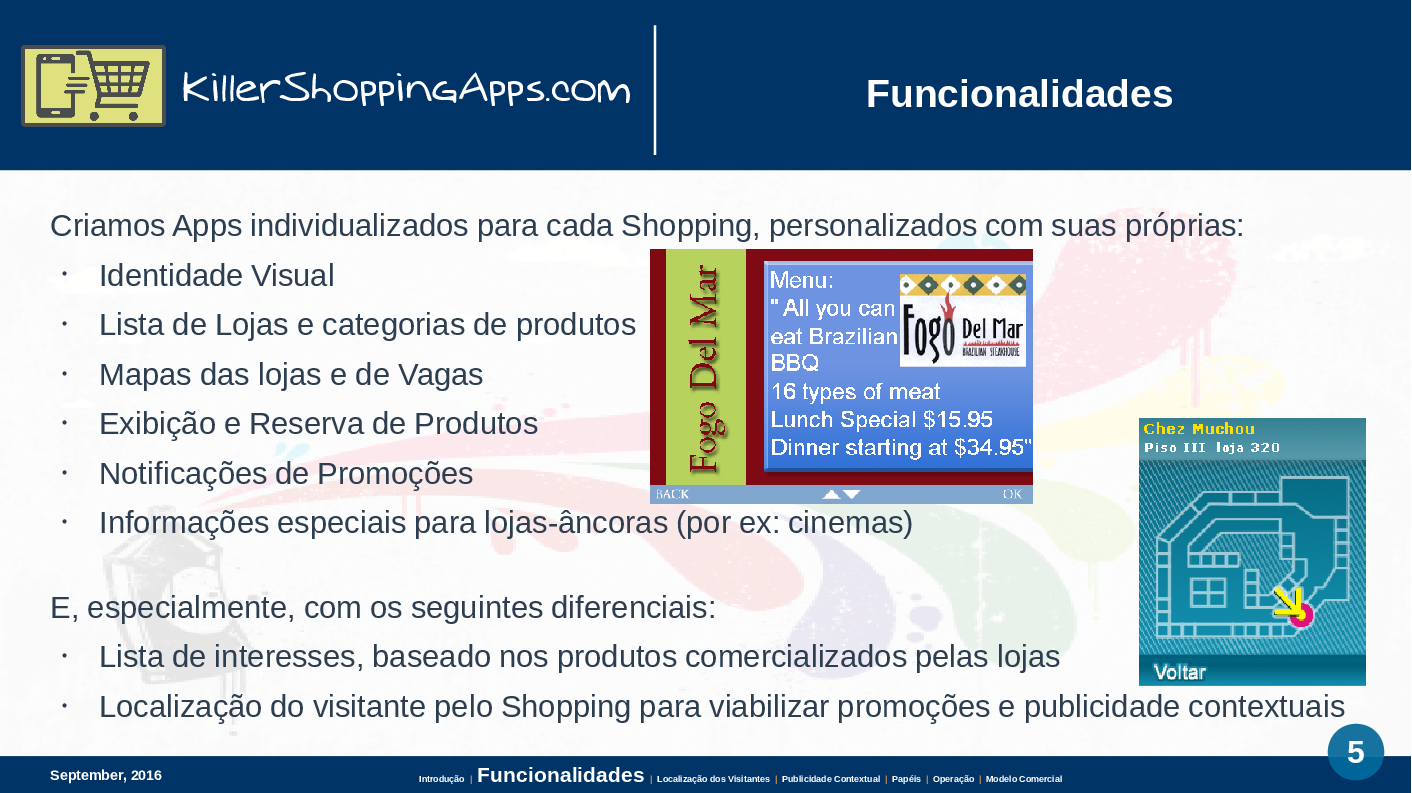 KillerShoppingApps.com
Funcionalidades
Criamos Apps individualizados para cada Shopping, personalizados com suas próprias:
• Identidade Visual
• Lista de Lojas e categorias de produtos
• Mapas das lojas e de Vagas
• Exibição e Reserva de Produtos
• Notificações de Promoções
• Informações especiais para lojas-âncoras (por ex: cinemas)
Fogo Del Mar
Menu:
" All you can
eat Brazilian
BBQ
16 types of meat
Lunch Special $15.95
Dinner starting at $34.95"
Fogo Del Mar
BRAZILIAN STEAKHOUSE
BACK OK
Chez Muchou
Piso III loja 320
Voltar
E, especialmente, com os seguintes diferenciais:
• Lista de interesses, baseado nos produtos comercializados pelas lojas
• Localização do visitante pelo Shopping para viabilizar promoções e publicidade contextuais
5
September, 2016
Introdução | Funcionalidades | Localização dos Visitantes | Publicidade Contextual | Papéis | Operação | Modelo Comercial